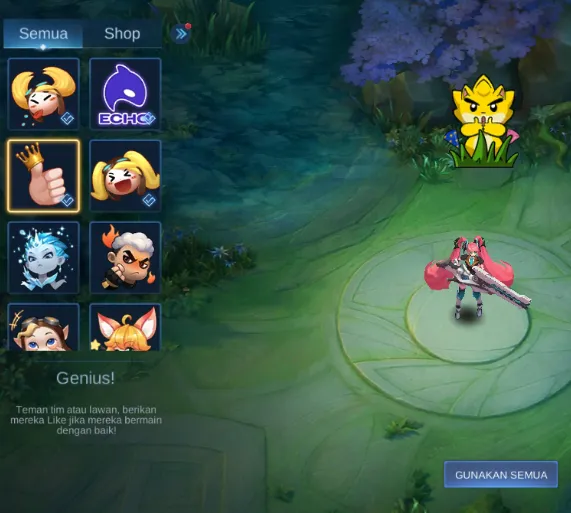 Semua
Shop
ECHO
Genius!
Teman tim atau lawan, berikan
mereka Like jika mereka bermain
dengan baik!
GUNAKAN SEMUA